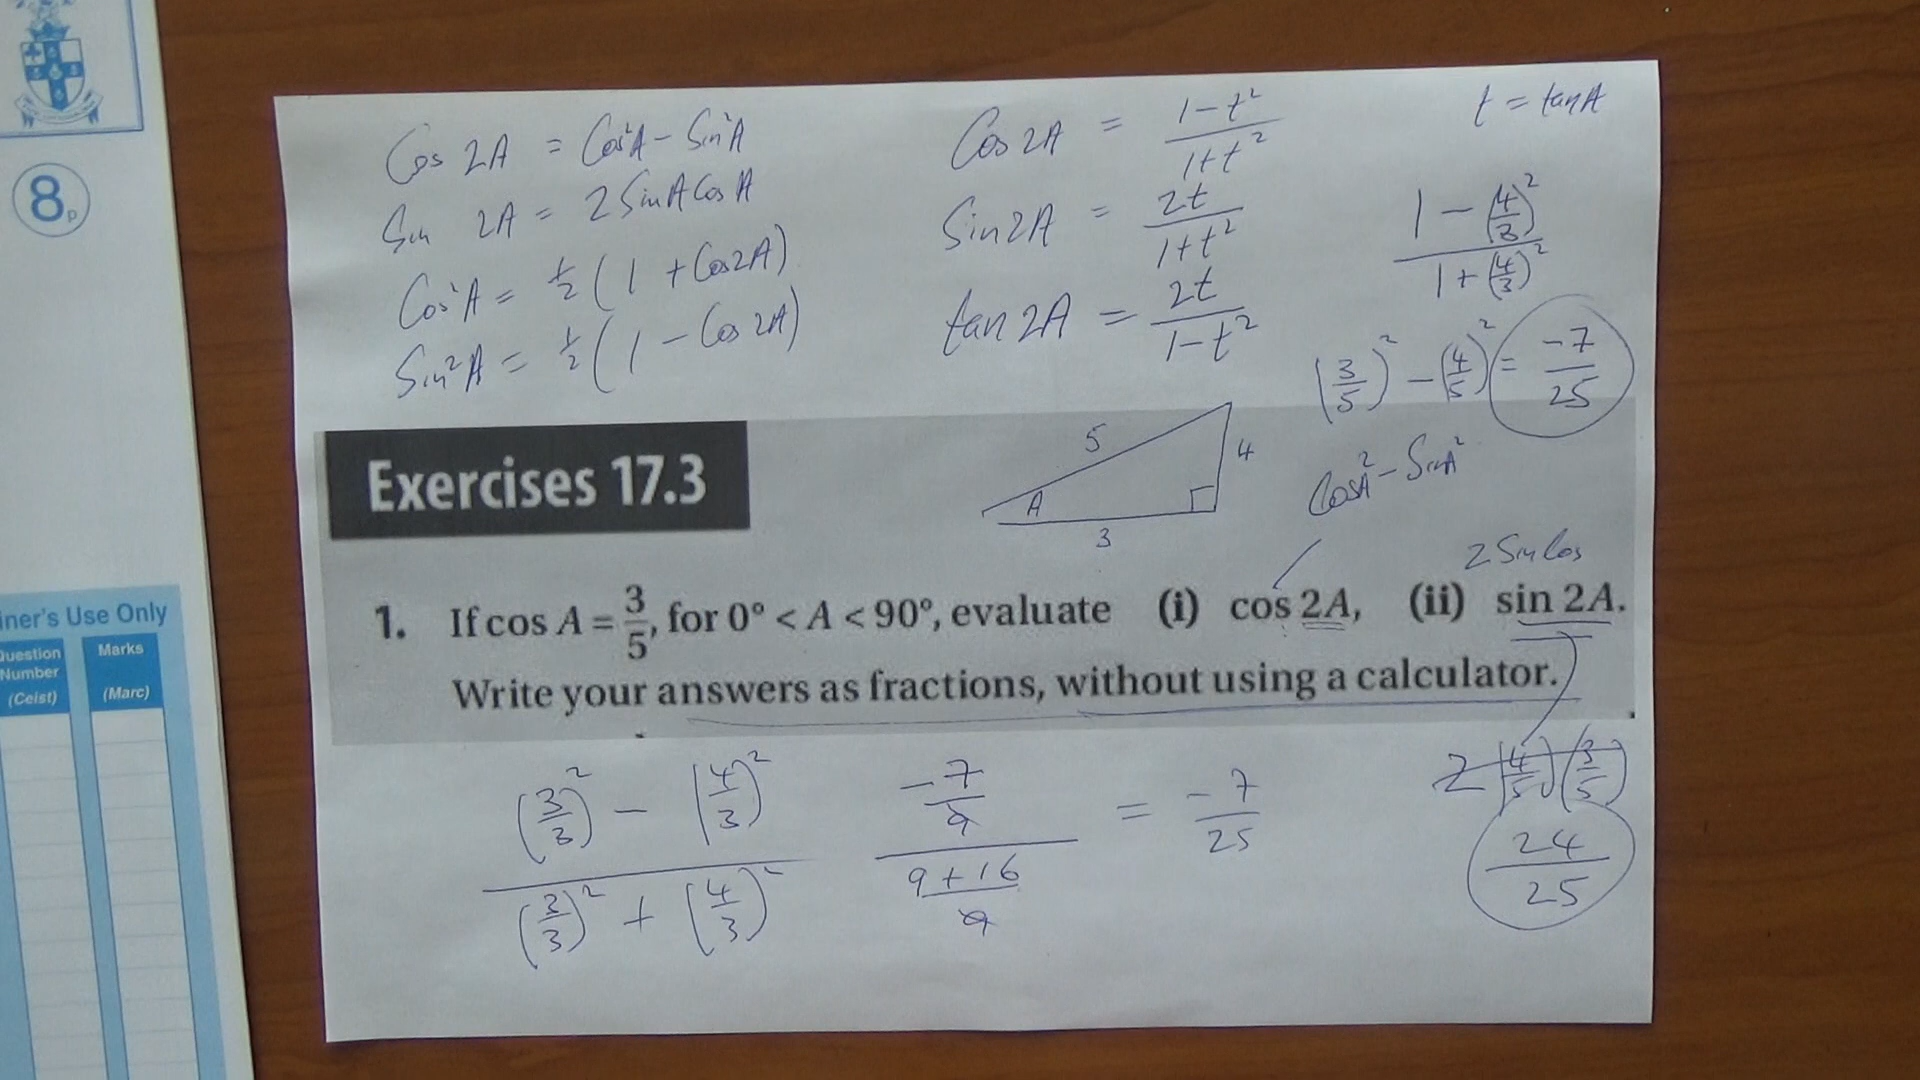 8p
iner's Use Only
Question Number (Ceist)
Marks (Marc)
Cos 2A = Cos²A − Sin²A
Sin 2A = 2 Sin A Cos A
Cos²A = ½(1 + Cos 2A)
Sin²A = ½(1 − Cos 2A)
Cos 2A = (1 − t²)/(1 + t²)
Sin 2A = 2t/(1 + t²)
tan 2A = 2t/(1 − t²)
t = tan A
(1 − (4/3)²)/(1 + (4/3)²)
(3/5)² − (4/5)² = −7/25
Cos²A − Sin²A
5
4
A
3
2 Sin Cos
Exercises 17.3
1. If cos A = 3/5, for 0° < A < 90°, evaluate (i) cos 2A, (ii) sin 2A.
Write your answers as fractions, without using a calculator.
((3/3)² − (4/3)²)/((3/3)² + (4/3)²)
(−7/9)/((9 + 16)/9) = −7/25
2(4/5)(3/5)
24/25